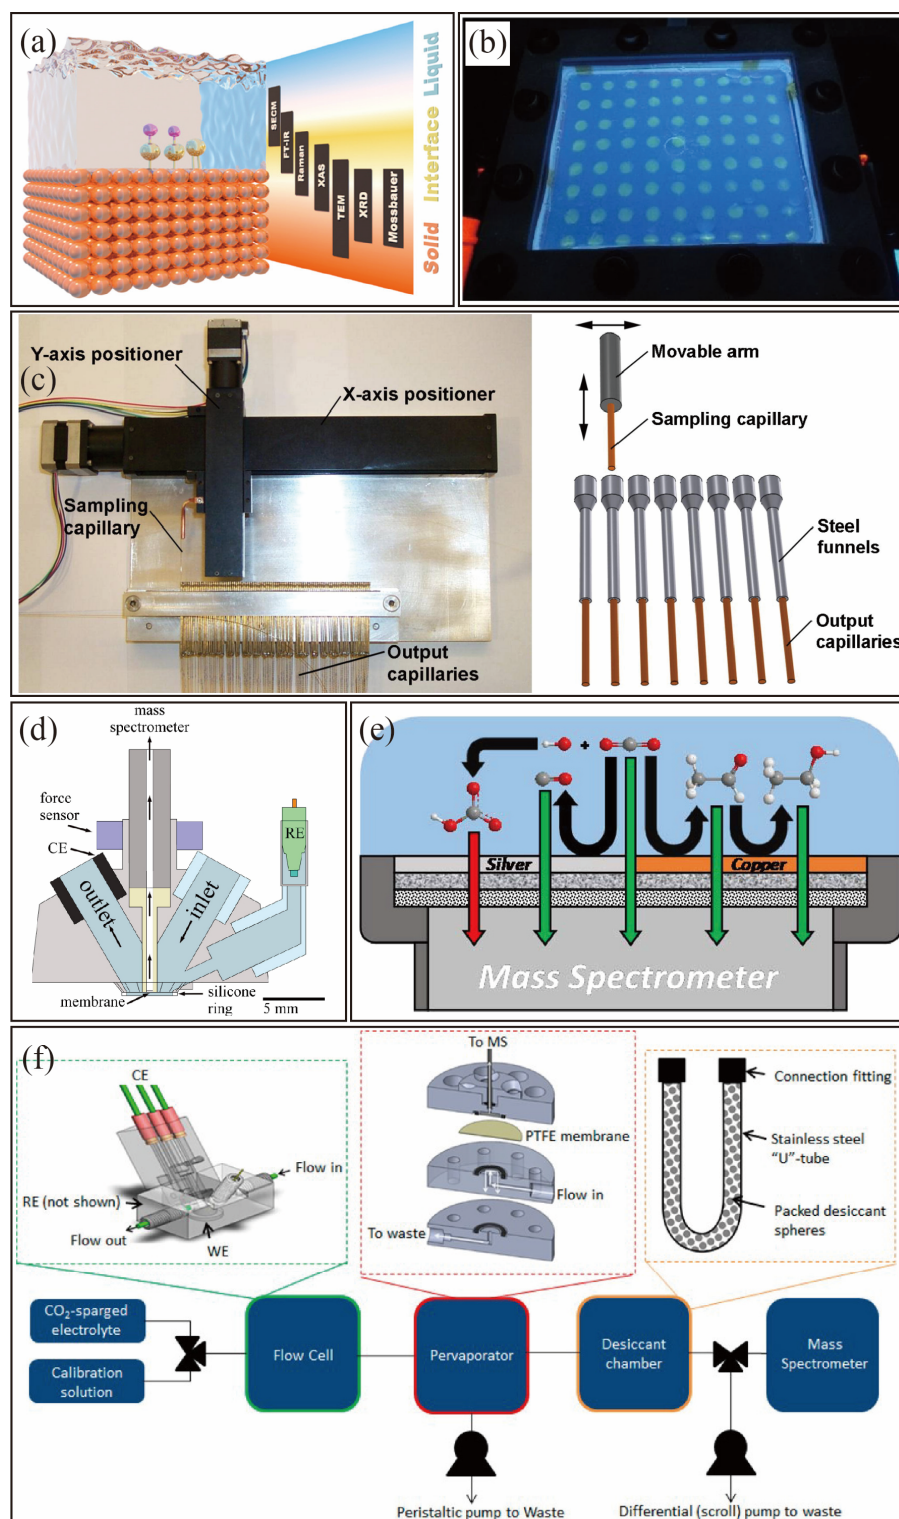 (a)
SECM
FT-IR
Raman
XAS
TEM
XRD
Mossbauer
Solid Interface Liquid
(b)
(c)
Y-axis positioner
X-axis positioner
Sampling
capillary
Output
capillaries
Movable arm
Sampling capillary
Steel
funnels
Output
capillaries
(d)
mass
spectrometer
force
sensor
CE
RE
outlet
inlet
membrane
silicone
ring
5 mm
(e)
+
Silver
Copper
Mass Spectrometer
(f)
CE
Flow in
RE (not shown)
Flow out
WE
To MS
PTFE membrane
Flow in
To waste
Connection fitting
Stainless steel
“U”-tube
Packed desiccant
spheres
CO₂-sparged
electrolyte
Calibration
solution
Flow Cell
Pervaporator
Desiccant
chamber
Mass
Spectrometer
Peristaltic pump to Waste
Differential (scroll) pump to waste